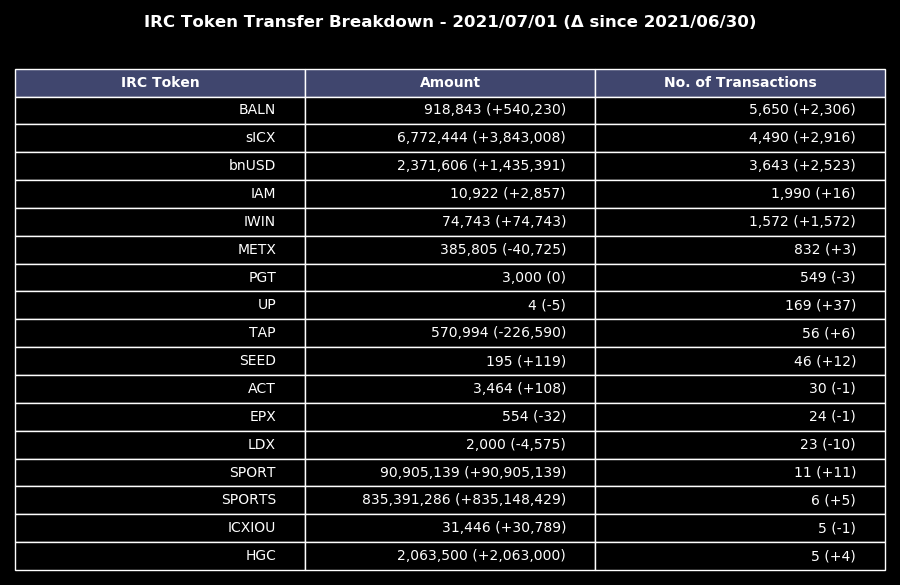 IRC Token Transfer Breakdown - 2021/07/01 (Δ since 2021/06/30)
IRC Token Amount No. of Transactions
BALN 918,843 (+540,230) 5,650 (+2,306)
sICX 6,772,444 (+3,843,008) 4,490 (+2,916)
bnUSD 2,371,606 (+1,435,391) 3,643 (+2,523)
IAM 10,922 (+2,857) 1,990 (+16)
IWIN 74,743 (+74,743) 1,572 (+1,572)
METX 385,805 (-40,725) 832 (+3)
PGT 3,000 (0) 549 (-3)
UP 4 (-5) 169 (+37)
TAP 570,994 (-226,590) 56 (+6)
SEED 195 (+119) 46 (+12)
ACT 3,464 (+108) 30 (-1)
EPX 554 (-32) 24 (-1)
LDX 2,000 (-4,575) 23 (-10)
SPORT 90,905,139 (+90,905,139) 11 (+11)
SPORTS 835,391,286 (+835,148,429) 6 (+5)
ICXIOU 31,446 (+30,789) 5 (-1)
HGC 2,063,500 (+2,063,000) 5 (+4)